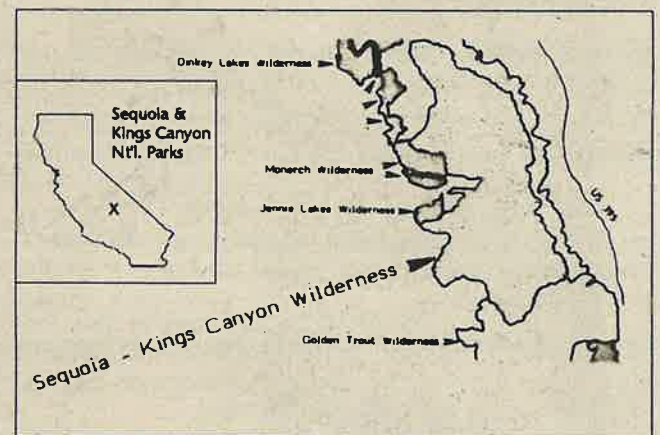 Dinkey Lakes Wilderness
Sequoia &
Kings Canyon
Nt'l. Parks
X
Monarch Wilderness
Jennie Lakes Wilderness
US 395
Sequoia - Kings Canyon Wilderness
Golden Trout Wilderness